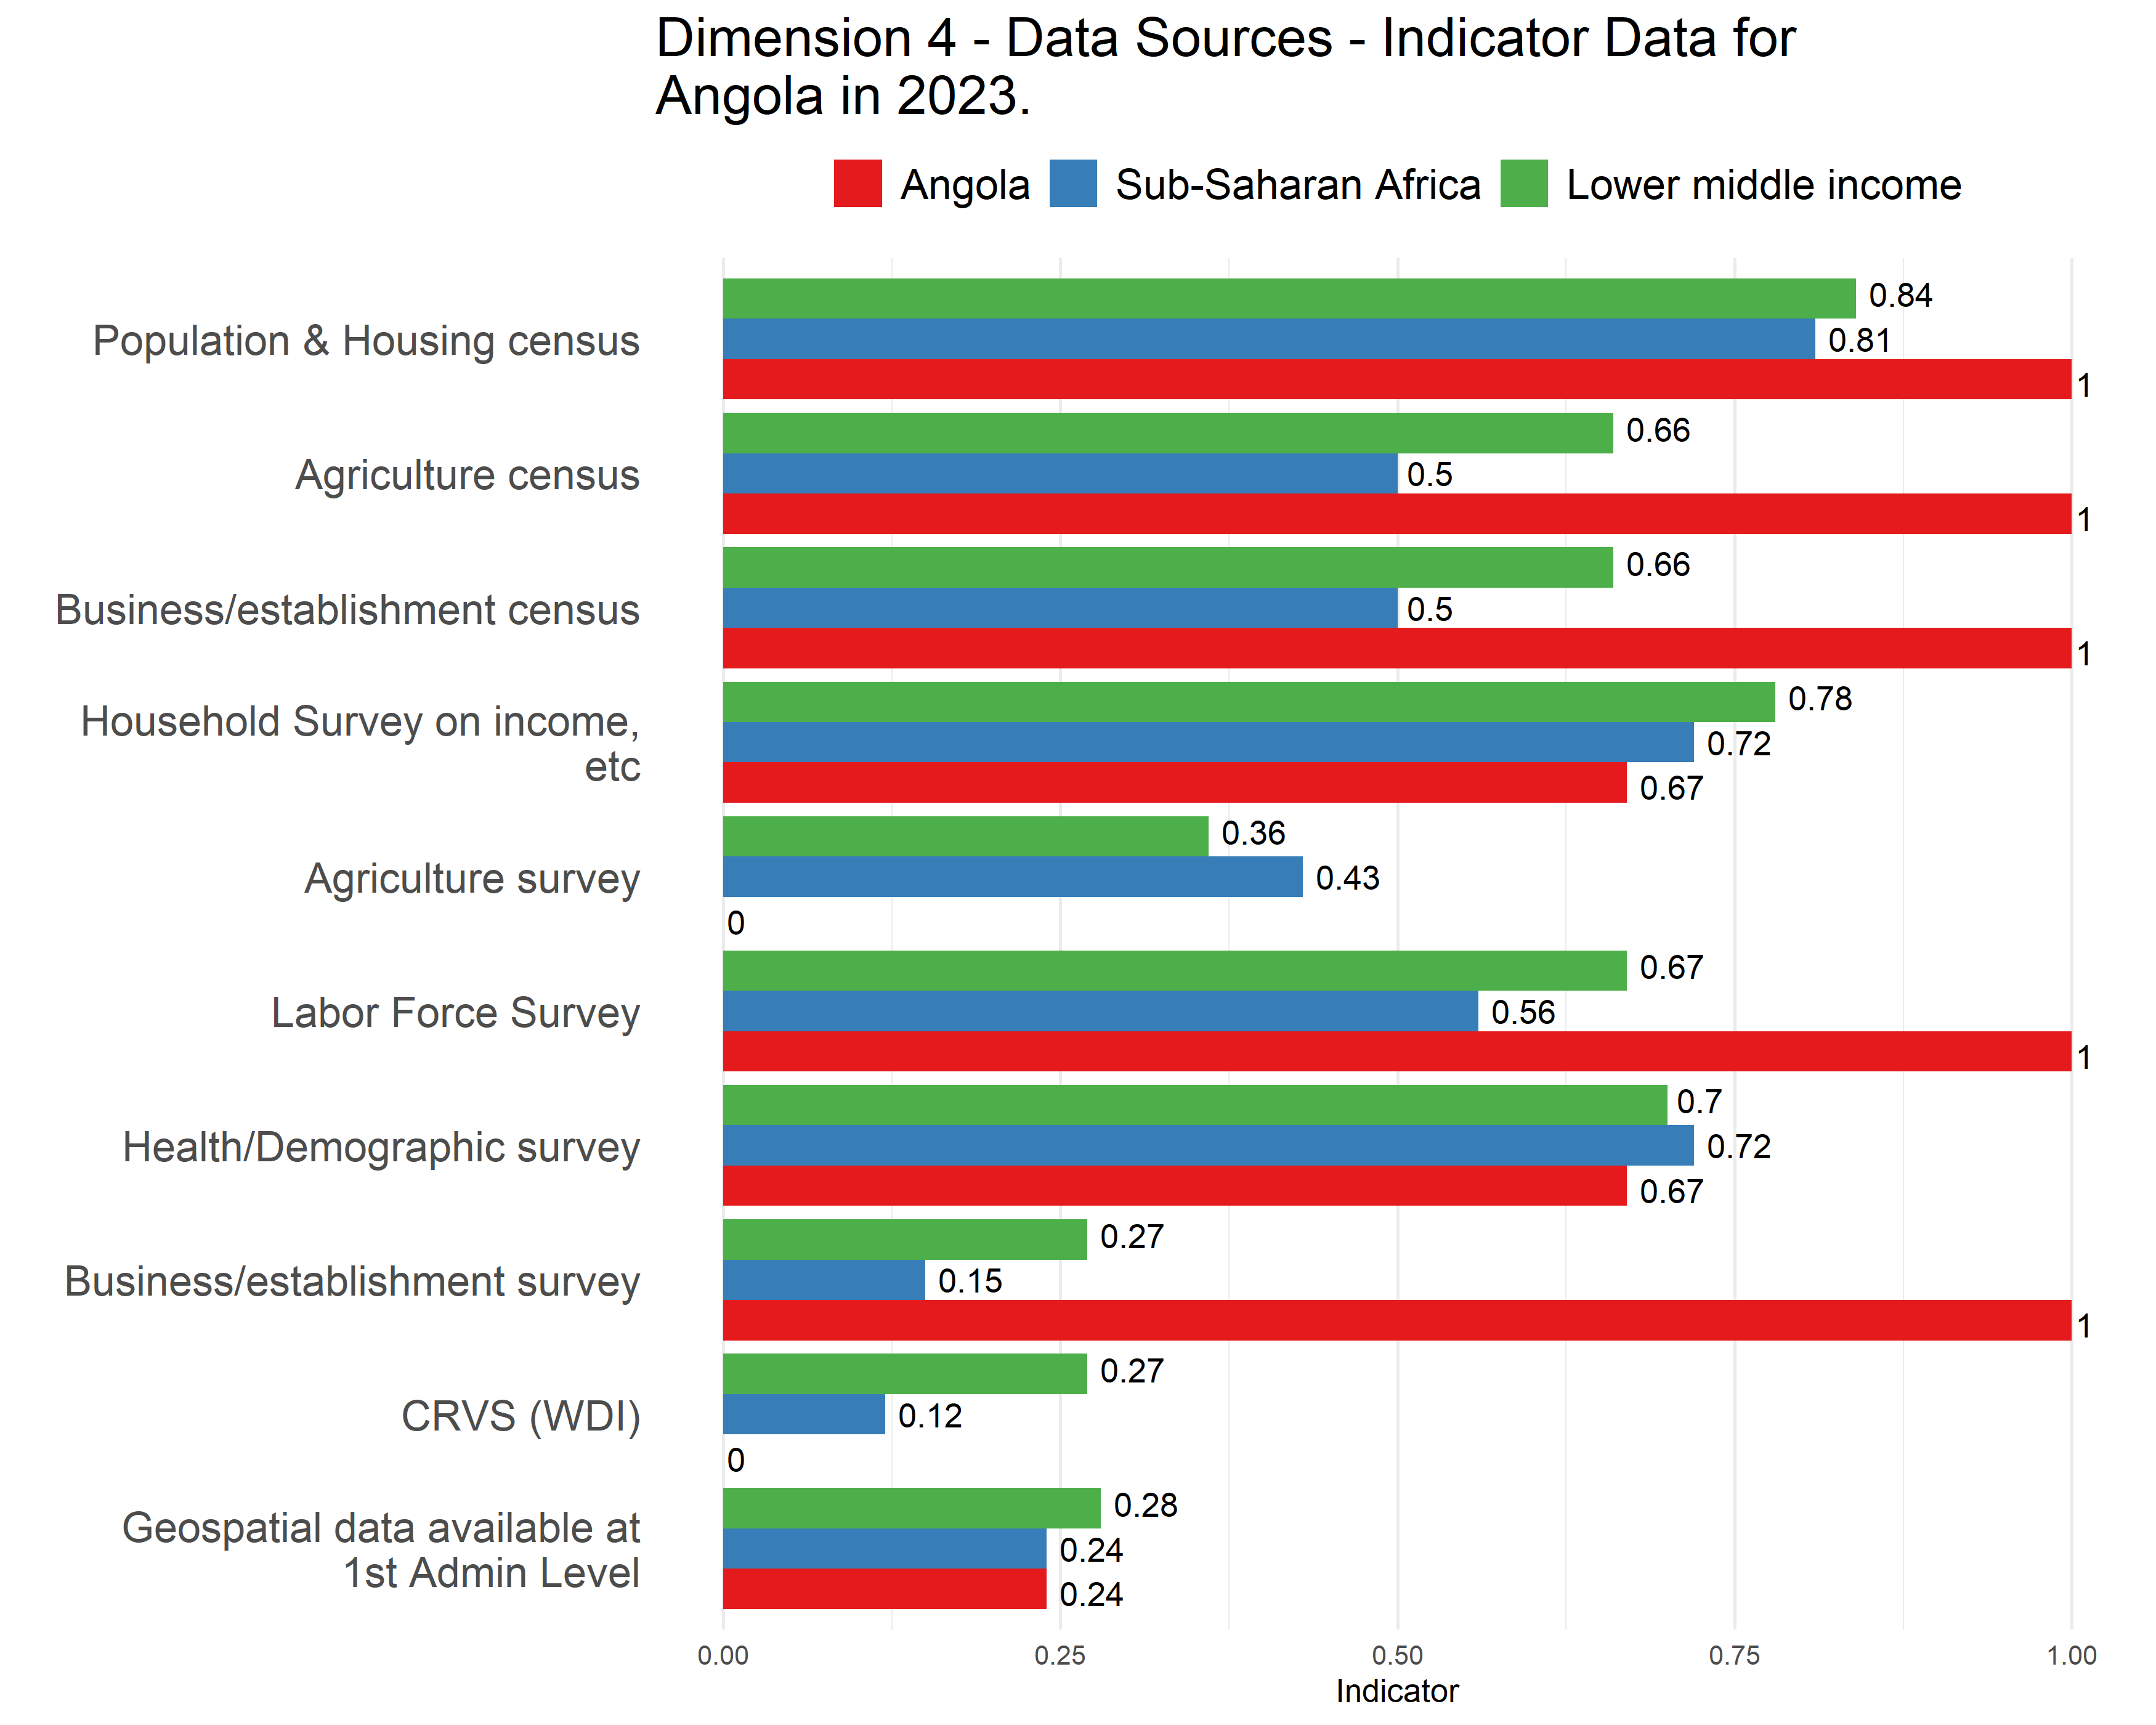 Dimension 4 - Data Sources - Indicator Data for
Angola in 2023.
Angola
Sub-Saharan Africa
Lower middle income
Population & Housing census
0.84
0.81
1
Agriculture census
0.66
0.5
1
Business/establishment census
0.66
0.5
1
Household Survey on income,
etc
0.78
0.72
0.67
Agriculture survey
0.36
0.43
0
Labor Force Survey
0.67
0.56
1
Health/Demographic survey
0.7
0.72
0.67
Business/establishment survey
0.27
0.15
1
CRVS (WDI)
0.27
0.12
0
Geospatial data available at
1st Admin Level
0.28
0.24
0.24
0.00
0.25
0.50
0.75
1.00
Indicator